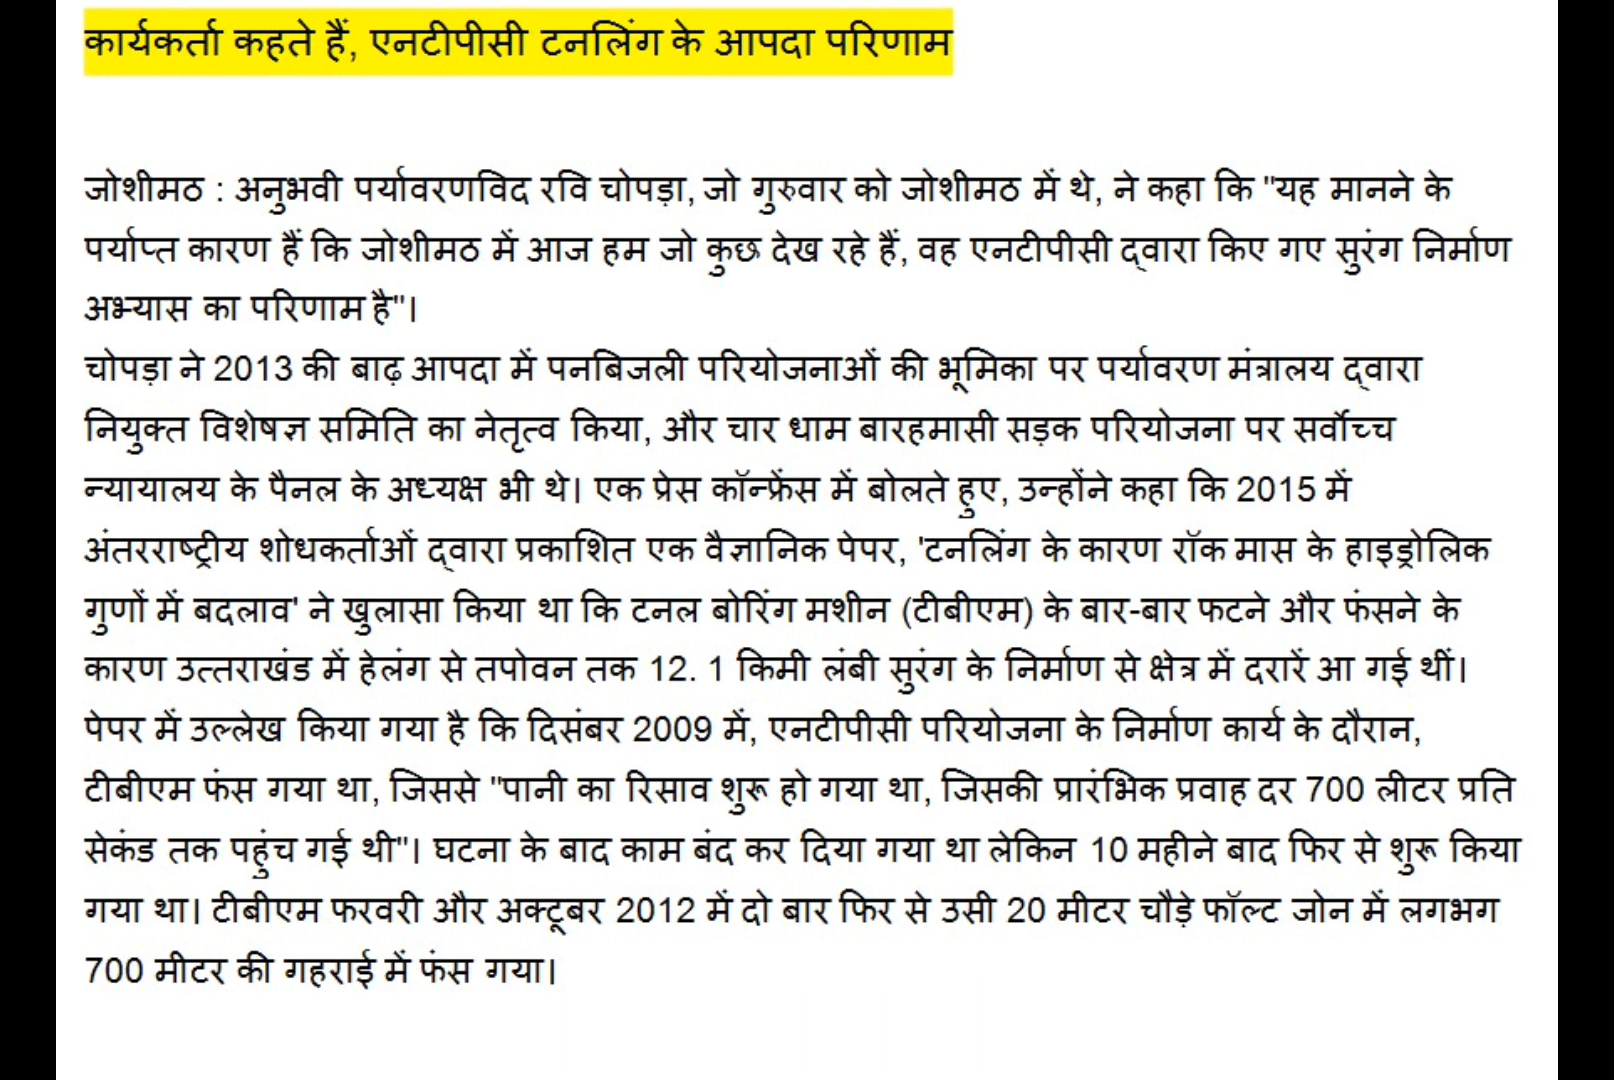 कार्यकर्ता कहते हैं, एनटीपीसी टनलिंग के आपदा परिणाम
जोशीमठ : अनुभवी पर्यावरणविद रवि चोपड़ा, जो गुरुवार को जोशीमठ में थे, ने कहा कि "यह मानने के
पर्याप्त कारण हैं कि जोशीमठ में आज हम जो कुछ देख रहे हैं, वह एनटीपीसी द्वारा किए गए सुरंग निर्माण
अभ्यास का परिणाम है"।
चोपड़ा ने 2013 की बाढ़ आपदा में पनबिजली परियोजनाओं की भूमिका पर पर्यावरण मंत्रालय द्वारा
नियुक्त विशेषज्ञ समिति का नेतृत्व किया, और चार धाम बारहमासी सड़क परियोजना पर सर्वोच्च
न्यायालय के पैनल के अध्यक्ष भी थे। एक प्रेस कॉन्फ्रेंस में बोलते हुए, उन्होंने कहा कि 2015 में
अंतरराष्ट्रीय शोधकर्ताओं द्वारा प्रकाशित एक वैज्ञानिक पेपर, 'टनलिंग के कारण रॉक मास के हाइड्रोलिक
गुणों में बदलाव' ने खुलासा किया था कि टनल बोरिंग मशीन (टीबीएम) के बार-बार फटने और फंसने के
कारण उत्तराखंड में हेलंग से तपोवन तक 12. 1 किमी लंबी सुरंग के निर्माण से क्षेत्र में दरारें आ गई थीं।
पेपर में उल्लेख किया गया है कि दिसंबर 2009 में, एनटीपीसी परियोजना के निर्माण कार्य के दौरान,
टीबीएम फंस गया था, जिससे "पानी का रिसाव शुरू हो गया था, जिसकी प्रारंभिक प्रवाह दर 700 लीटर प्रति
सेकंड तक पहुंच गई थी"। घटना के बाद काम बंद कर दिया गया था लेकिन 10 महीने बाद फिर से शुरू किया
गया था। टीबीएम फरवरी और अक्टूबर 2012 में दो बार फिर से उसी 20 मीटर चौड़े फॉल्ट जोन में लगभग
700 मीटर की गहराई में फंस गया।